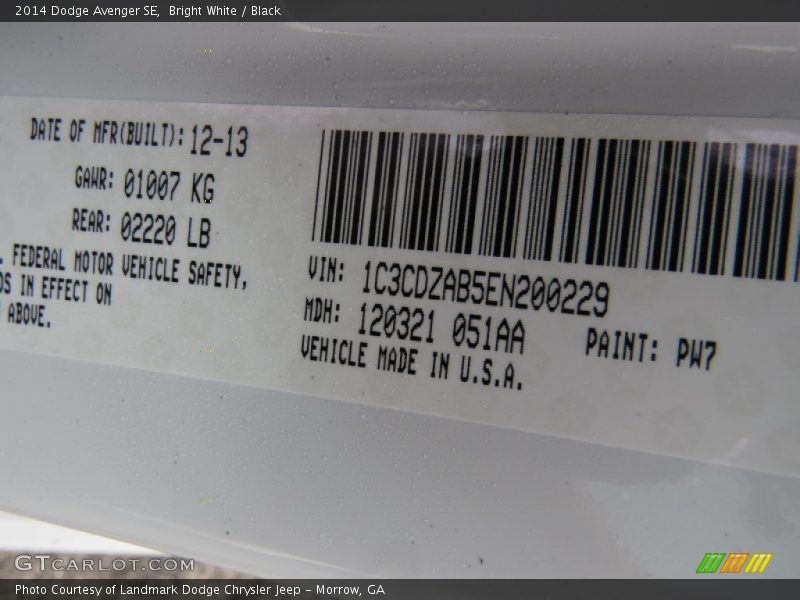 2014 Dodge Avenger SE,  Bright White / Black
DATE OF MFR(BUILT): 12-13
GAWR: 01007 KG
REAR: 02220 LB
. FEDERAL MOTOR VEHICLE SAFETY,
IN EFFECT ON
ABOVE.
VIN: 1C3CDZAB5EN200229
MDH: 120321 051AA
PAINT: PW7
VEHICLE MADE IN U.S.A.
GTCARLOT.COM
Photo Courtesy of Landmark Dodge Chrysler Jeep – Morrow, GA